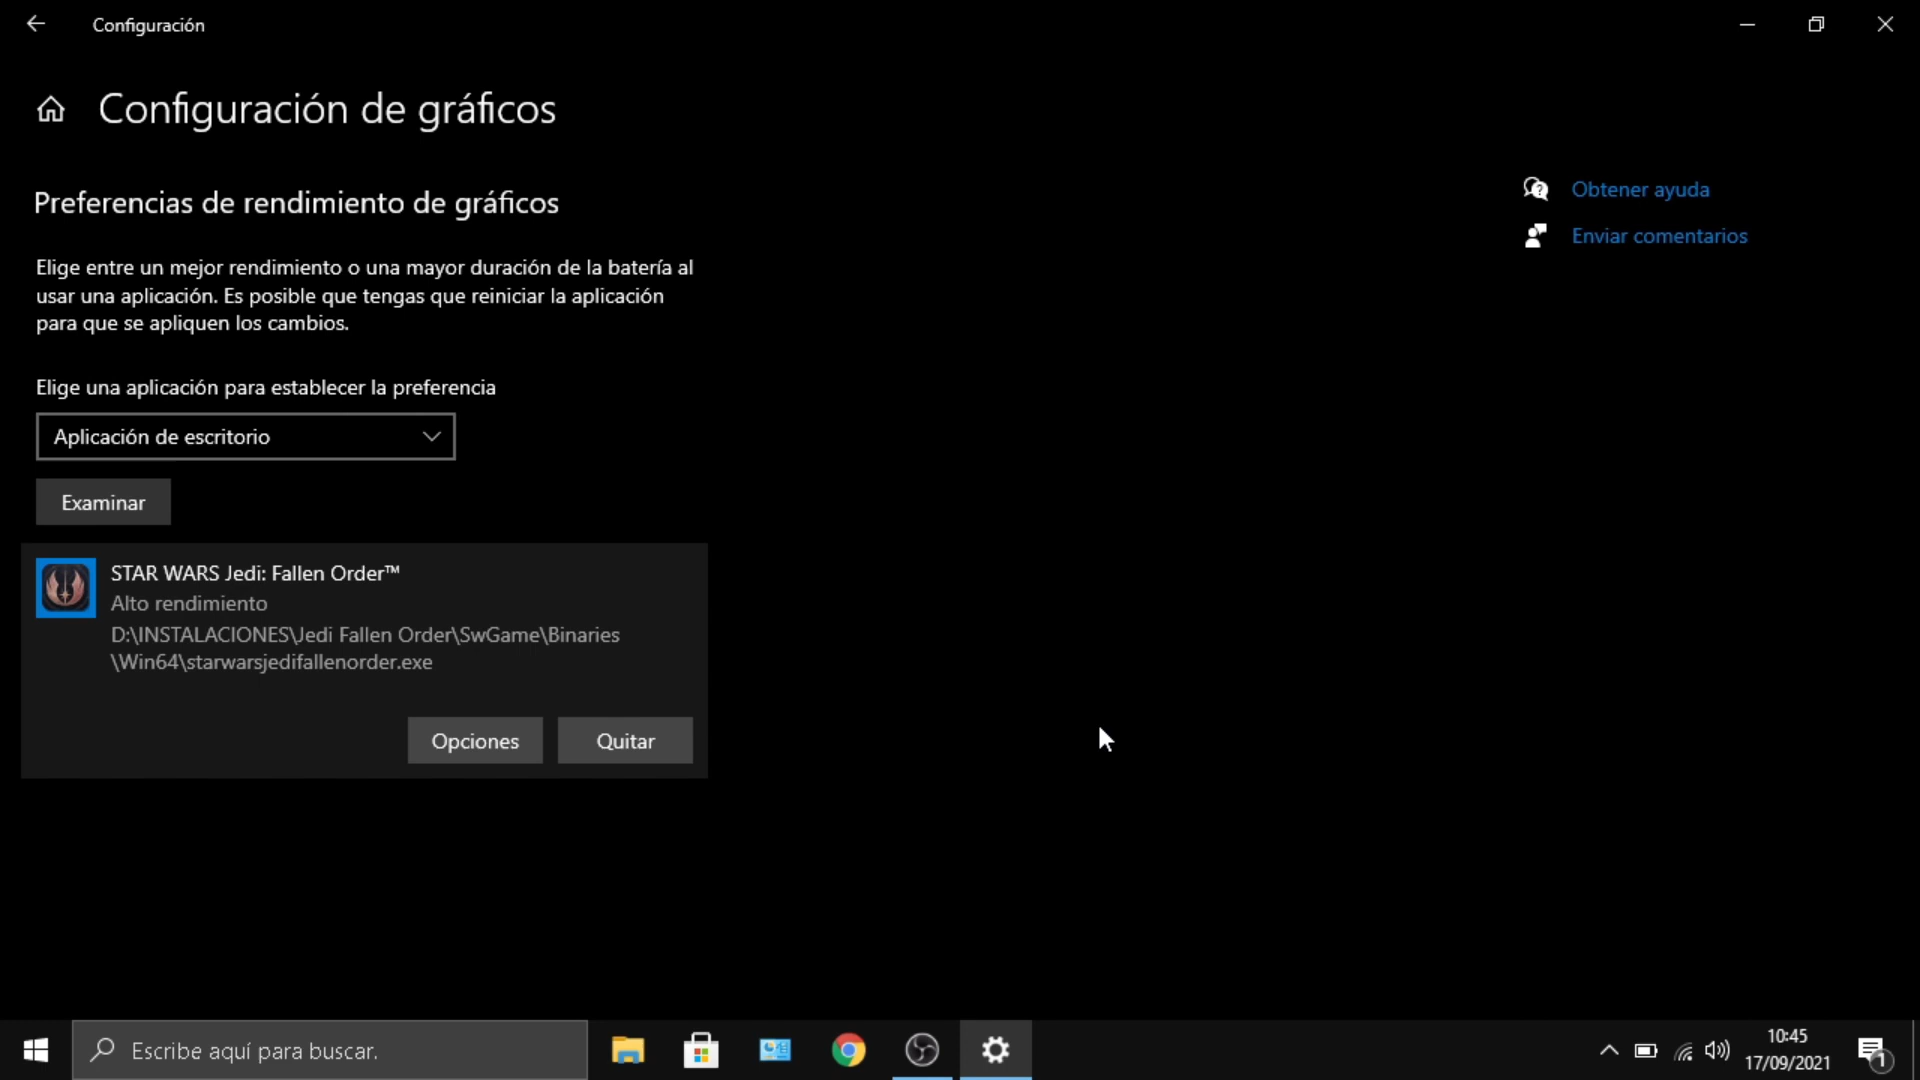 Configuración
Configuración de gráficos
Preferencias de rendimiento de gráficos
Elige entre un mejor rendimiento o una mayor duración de la batería al
usar una aplicación. Es posible que tengas que reiniciar la aplicación
para que se apliquen los cambios.
Elige una aplicación para establecer la preferencia
Aplicación de escritorio
Examinar
STAR WARS Jedi: Fallen Order™
Alto rendimiento
D:\INSTALACIONES\Jedi Fallen Order\SwGame\Binaries
\Win64\starwarsjedifallenorder.exe
Opciones
Quitar
Obtener ayuda
Enviar comentarios
Escribe aquí para buscar.
10:45
17/09/2021
1